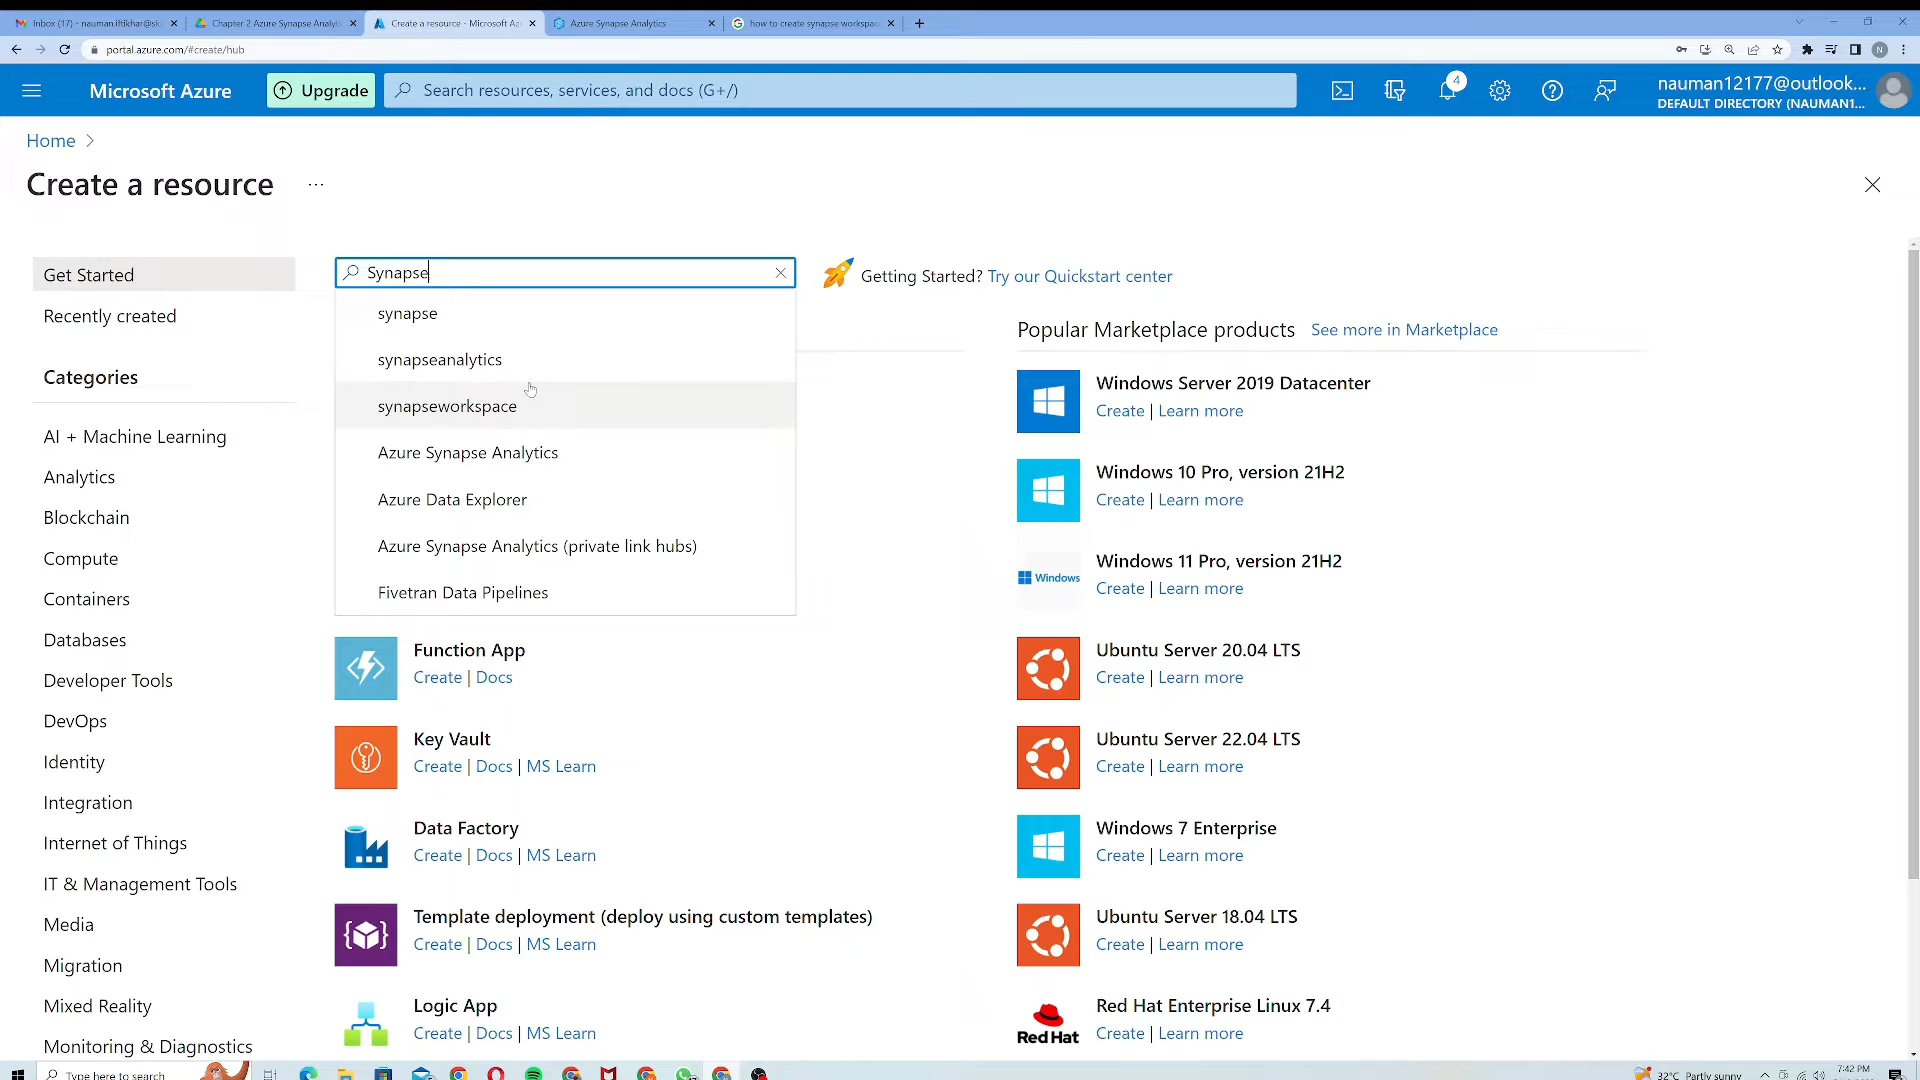 Inbox (17) - nauman.iftikhar@sk
Chapter 2 Azure Synapse Analyti
Create a resource - Microsoft Az
Azure Synapse Analytics
how to create synapse workspac
portal.azure.com/#create/hub
Microsoft Azure
Upgrade
Search resources, services, and docs (G+/)
4
nauman12177@outlook...
DEFAULT DIRECTORY (NAUMAN1...
Home
Create a resource
...
Get Started
Recently created
Categories
AI + Machine Learning
Analytics
Blockchain
Compute
Containers
Databases
Developer Tools
DevOps
Identity
Integration
Internet of Things
IT & Management Tools
Media
Migration
Mixed Reality
Monitoring & Diagnostics
Synapse
synapse
synapseanalytics
synapseworkspace
Azure Synapse Analytics
Azure Data Explorer
Azure Synapse Analytics (private link hubs)
Fivetran Data Pipelines
Function App
Create | Docs
Key Vault
Create | Docs | MS Learn
Data Factory
Create | Docs | MS Learn
Template deployment (deploy using custom templates)
Create | Docs | MS Learn
Logic App
Create | Docs | MS Learn
Getting Started? Try our Quickstart center
Popular Marketplace products See more in Marketplace
Windows Server 2019 Datacenter
Create | Learn more
Windows 10 Pro, version 21H2
Create | Learn more
Windows
Windows 11 Pro, version 21H2
Create | Learn more
Ubuntu Server 20.04 LTS
Create | Learn more
Ubuntu Server 22.04 LTS
Create | Learn more
Windows 7 Enterprise
Create | Learn more
Ubuntu Server 18.04 LTS
Create | Learn more
Red Hat
Red Hat Enterprise Linux 7.4
Create | Learn more
Type here to search
32°C Partly sunny
7:42 PM